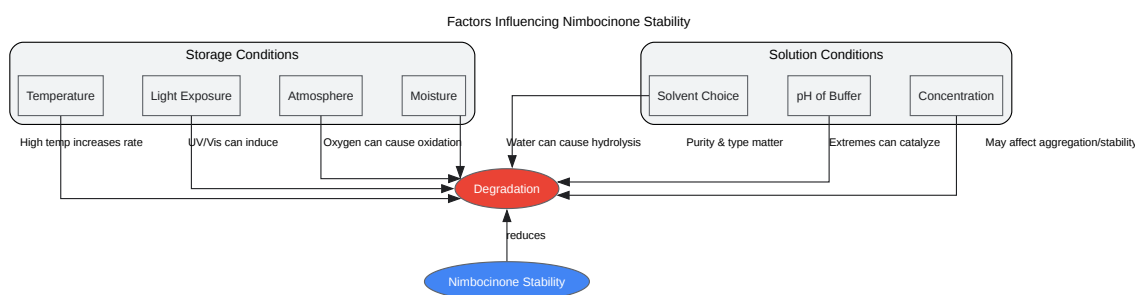 Factors Influencing Nimbocinone Stability
Storage Conditions
Solution Conditions
Temperature
Light Exposure
Atmosphere
Moisture
Solvent Choice
pH of Buffer
Concentration
High temp increases rate
UV/Vis can induce
Oxygen can cause oxidation
Water can cause hydrolysis
Purity & type matter
Extremes can catalyze
May affect aggregation/stability
Degradation
reduces
Nimbocinone Stability